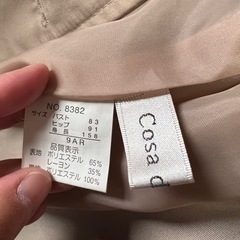 NO. 8382
サイズ バスト 83
ヒップ 91
身長 158
9AR
品質表示
表地 ポリエステル 65%
レーヨン 35%
裏地 ポリエステル 100%
Cosa d